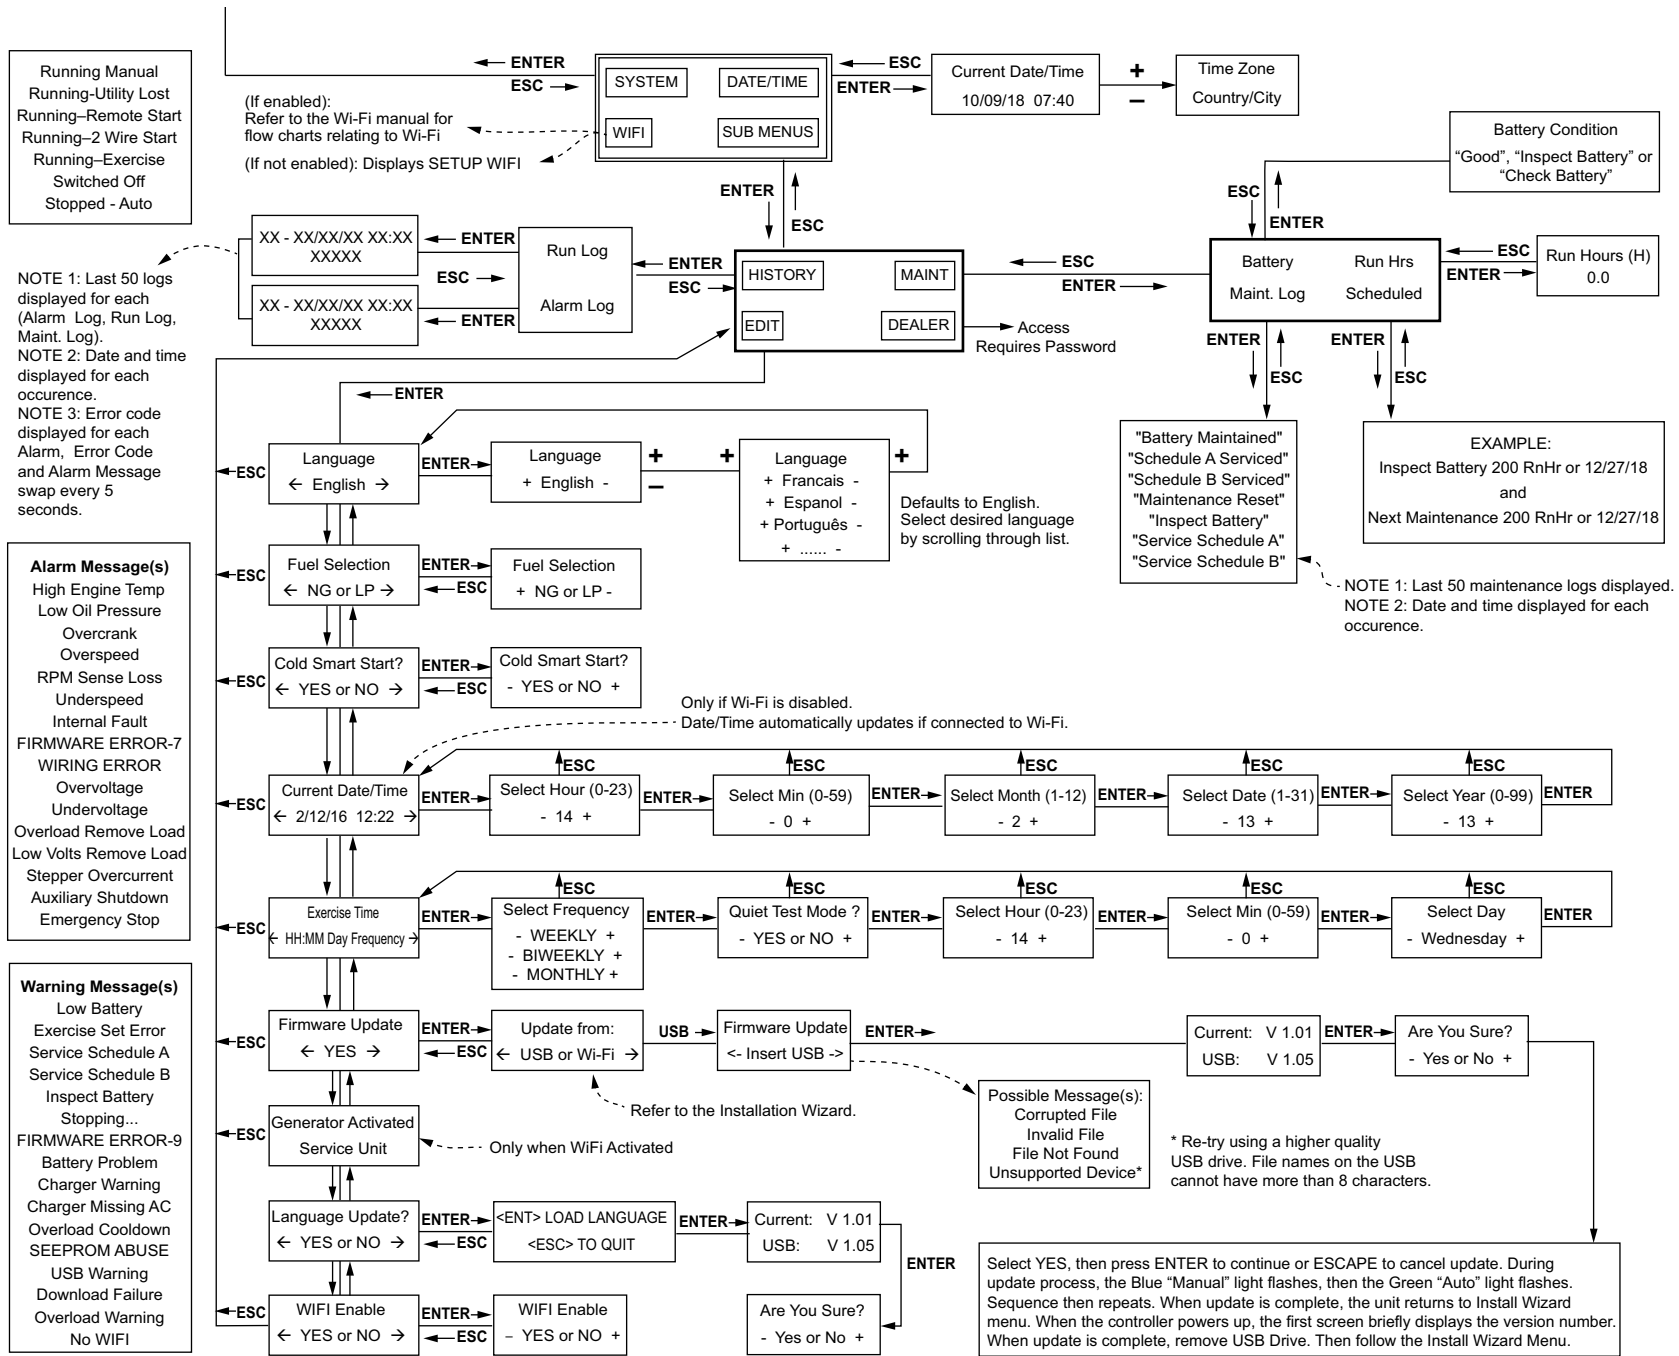 Running Manual
Running-Utility Lost
Running–Remote Start
Running–2 Wire Start
Running–Exercise
Switched Off
Stopped - Auto
ENTER
ESC
SYSTEM
DATE/TIME
WIFI
SUB MENUS
(If enabled):
Refer to the Wi-Fi manual for
flow charts relating to Wi-Fi
(If not enabled): Displays SETUP WIFI
ESC
ENTER
Current Date/Time
10/09/18 07:40
+
–
Time Zone
Country/City
Battery Condition
“Good”, “Inspect Battery” or
“Check Battery”
ENTER
ESC
ESC
ENTER
XX - XX/XX/XX XX:XX
XXXXX
XX - XX/XX/XX XX:XX
XXXXX
ENTER
ESC
ENTER
Run Log
Alarm Log
ENTER
ESC
HISTORY
MAINT
EDIT
DEALER
Access
Requires Password
ESC
ENTER
Battery
Run Hrs
Maint. Log
Scheduled
ESC
ENTER
Run Hours (H)
0.0
ENTER
ESC
ENTER
ESC
NOTE 1: Last 50 logs
displayed for each
(Alarm Log, Run Log,
Maint. Log).
NOTE 2: Date and time
displayed for each
occurence.
NOTE 3: Error code
displayed for each
Alarm, Error Code
and Alarm Message
swap every 5
seconds.
"Battery Maintained"
"Schedule A Serviced"
"Schedule B Serviced"
"Maintenance Reset"
"Inspect Battery"
"Service Schedule A"
"Service Schedule B"
EXAMPLE:
Inspect Battery 200 RnHr or 12/27/18
and
Next Maintenance 200 RnHr or 12/27/18
NOTE 1: Last 50 maintenance logs displayed.
NOTE 2: Date and time displayed for each
occurence.
ENTER
ESC
Language
← English →
ENTER
Language
+ English -
+
–
+
Language
+ Francais -
+ Espanol -
+ Português -
+ ...... -
+
Defaults to English.
Select desired language
by scrolling through list.
ESC
Fuel Selection
← NG or LP →
ENTER
ESC
Fuel Selection
+ NG or LP -
ESC
Cold Smart Start?
← YES or NO →
ENTER
ESC
Cold Smart Start?
- YES or NO +
Only if Wi-Fi is disabled.
Date/Time automatically updates if connected to Wi-Fi.
ESC
Current Date/Time
← 2/12/16 12:22 →
ENTER
ESC
Select Hour (0-23)
- 14 +
ENTER
ESC
Select Min (0-59)
- 0 +
ENTER
ESC
Select Month (1-12)
- 2 +
ENTER
ESC
Select Date (1-31)
- 13 +
ENTER
ESC
Select Year (0-99)
- 13 +
ENTER
ESC
Exercise Time
← HH:MM Day Frequency →
ENTER
ESC
Select Frequency
- WEEKLY +
- BIWEEKLY +
- MONTHLY +
ENTER
ESC
Quiet Test Mode ?
- YES or NO +
ENTER
ESC
Select Hour (0-23)
- 14 +
ENTER
ESC
Select Min (0-59)
- 0 +
ENTER
ESC
Select Day
- Wednesday +
ENTER
ESC
Firmware Update
← YES →
ENTER
ESC
Update from:
← USB or Wi-Fi →
USB
Firmware Update
<- Insert USB ->
ENTER
Current: V 1.01
USB: V 1.05
ENTER
Are You Sure?
- Yes or No +
Refer to the Installation Wizard.
Possible Message(s):
Corrupted File
Invalid File
File Not Found
Unsupported Device*
* Re-try using a higher quality
USB drive. File names on the USB
cannot have more than 8 characters.
ESC
Generator Activated
Service Unit
Only when WiFi Activated
ESC
Language Update?
← YES or NO →
ENTER
ESC
<ENT> LOAD LANGUAGE
<ESC> TO QUIT
ENTER
Current: V 1.01
USB: V 1.05
ENTER
Are You Sure?
- Yes or No +
ESC
WIFI Enable
← YES or NO →
ENTER
ESC
WIFI Enable
– YES or NO +
Select YES, then press ENTER to continue or ESCAPE to cancel update. During
update process, the Blue “Manual” light flashes, then the Green “Auto” light flashes.
Sequence then repeats. When update is complete, the unit returns to Install Wizard
menu. When the controller powers up, the first screen briefly displays the version number.
When update is complete, remove USB Drive. Then follow the Install Wizard Menu.
Alarm Message(s)
High Engine Temp
Low Oil Pressure
Overcrank
Overspeed
RPM Sense Loss
Underspeed
Internal Fault
FIRMWARE ERROR-7
WIRING ERROR
Overvoltage
Undervoltage
Overload Remove Load
Low Volts Remove Load
Stepper Overcurrent
Auxiliary Shutdown
Emergency Stop
Warning Message(s)
Low Battery
Exercise Set Error
Service Schedule A
Service Schedule B
Inspect Battery
Stopping...
FIRMWARE ERROR-9
Battery Problem
Charger Warning
Charger Missing AC
Overload Cooldown
SEEPROM ABUSE
USB Warning
Download Failure
Overload Warning
No WIFI